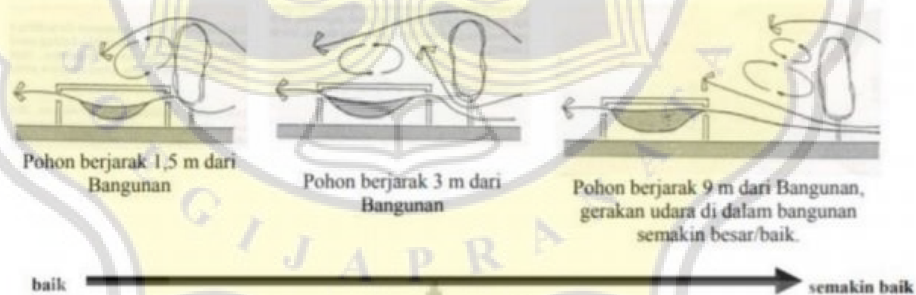 Pohon berjarak 1,5 m dari
Bangunan
Pohon berjarak 3 m dari
Bangunan
Pohon berjarak 9 m dari Bangunan,
gerakan udara di dalam bangunan
semakin besar/baik.
baik
semakin baik
GIJAPRANATA